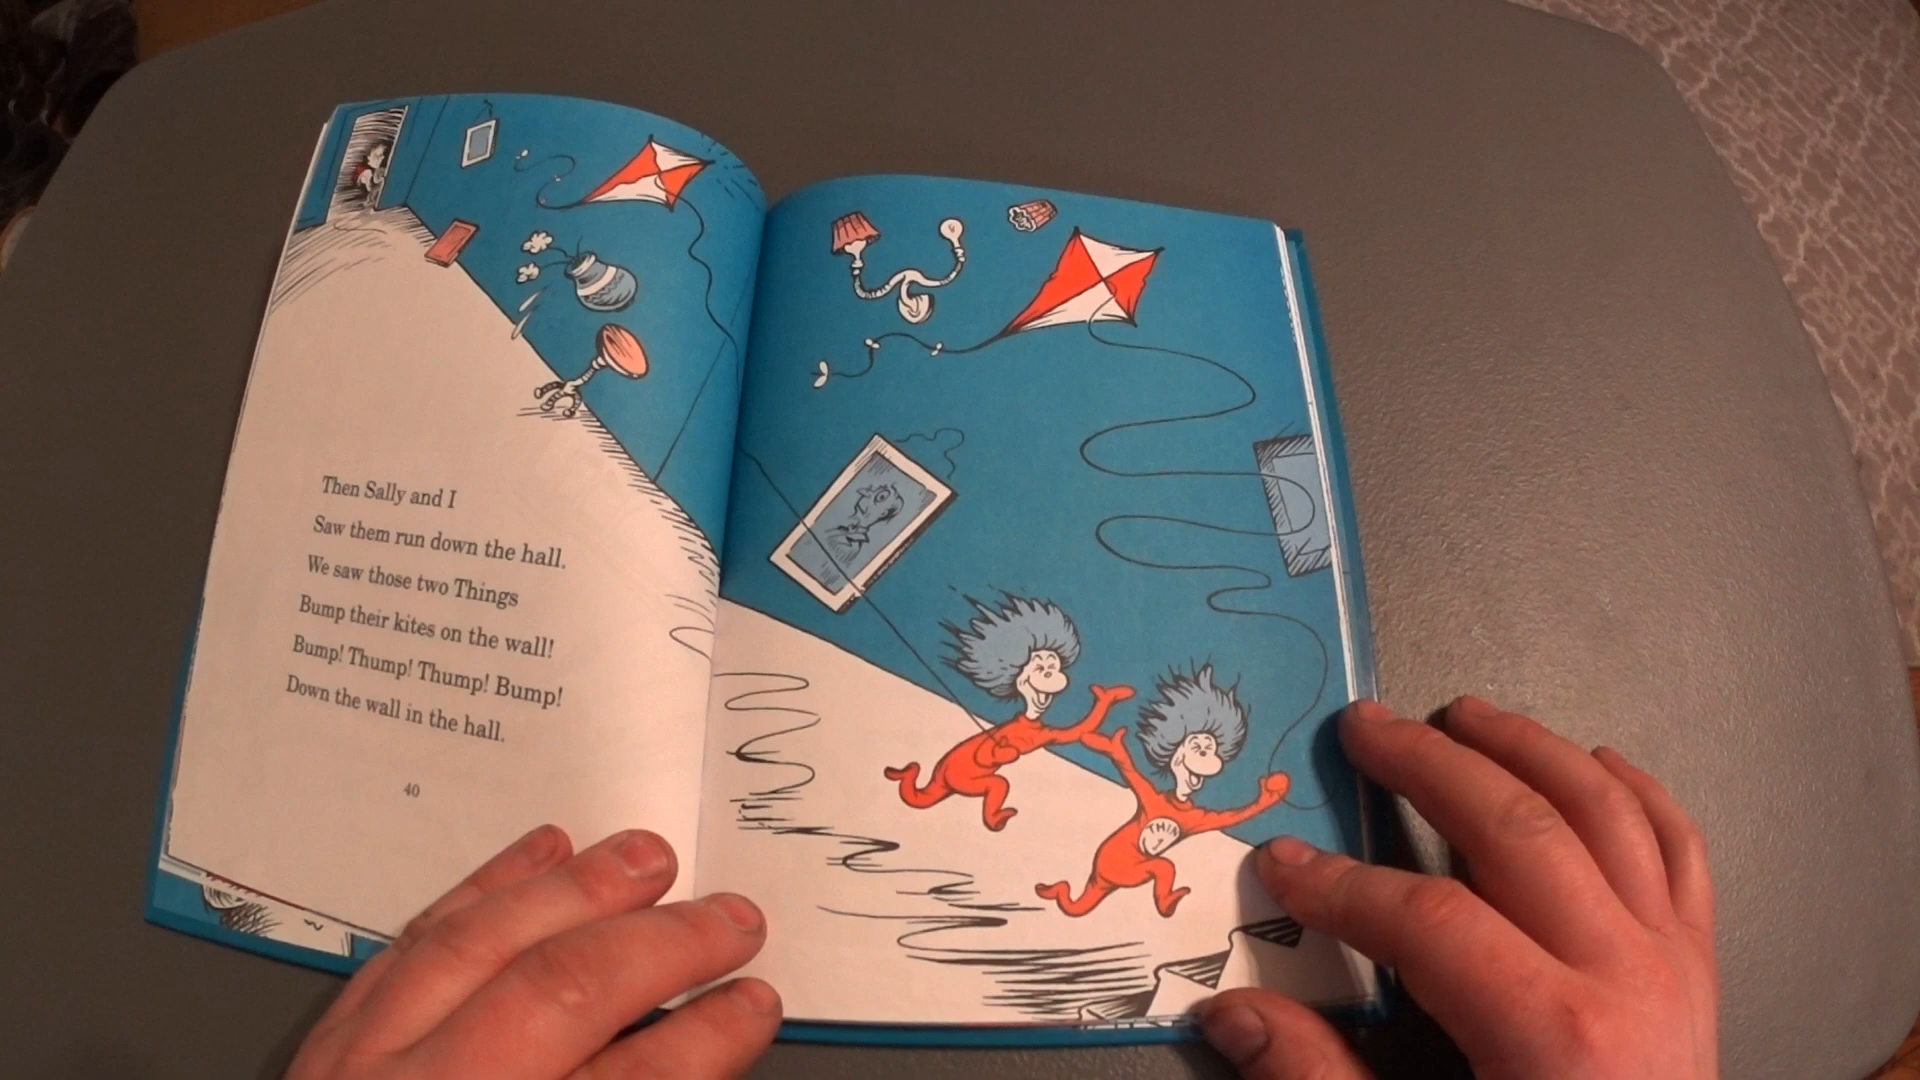 Then Sally and I
Saw them run down the hall.
We saw those two Things
Bump their kites on the wall!
Bump! Thump! Thump! Bump!
Down the wall in the hall.
40